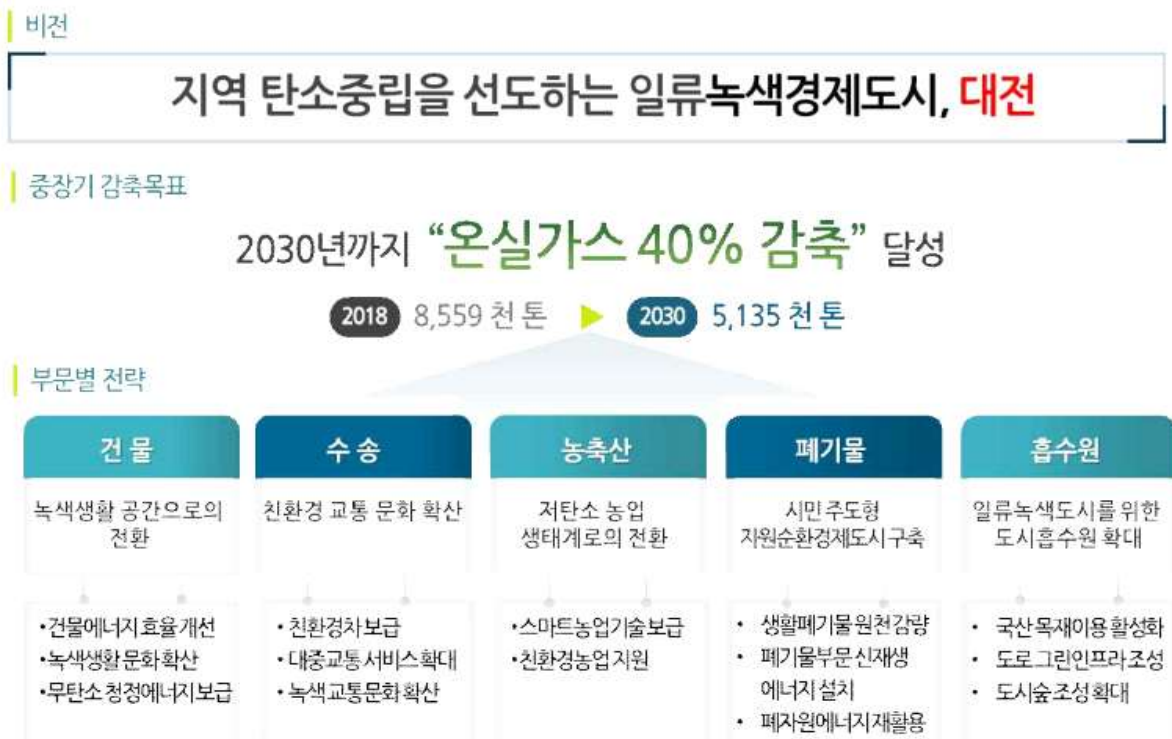 비전
지역 탄소중립을 선도하는 일류녹색경제도시, 대전
중장기 감축목표
2030년까지 “온실가스 40% 감축” 달성
2018 8,559 천 톤 ▶ 2030 5,135 천 톤
부문별 전략
건 물
녹색생활 공간으로의
전환
•건물에너지 효율 개선
•녹색생활 문화 확산
•무탄소 청정에너지 보급
수 송
친환경 교통 문화 확산
• 친환경차 보급
• 대중교통 서비스 확대
• 녹색 교통문화 확산
농축산
저탄소 농업
생태계로의 전환
•스마트농업기술 보급
•친환경농업 지원
폐기물
시민 주도형
자원순환경제도시 구축
• 생활폐기물 원천 감량
• 폐기물부문 신재생
에너지 설치
• 폐자원에너지 재활용
흡수원
일류녹색도시를 위한
도시흡수원 확대
• 국산 목재이용 활성화
• 도로 그린인프라 조성
• 도시숲 조성 확대